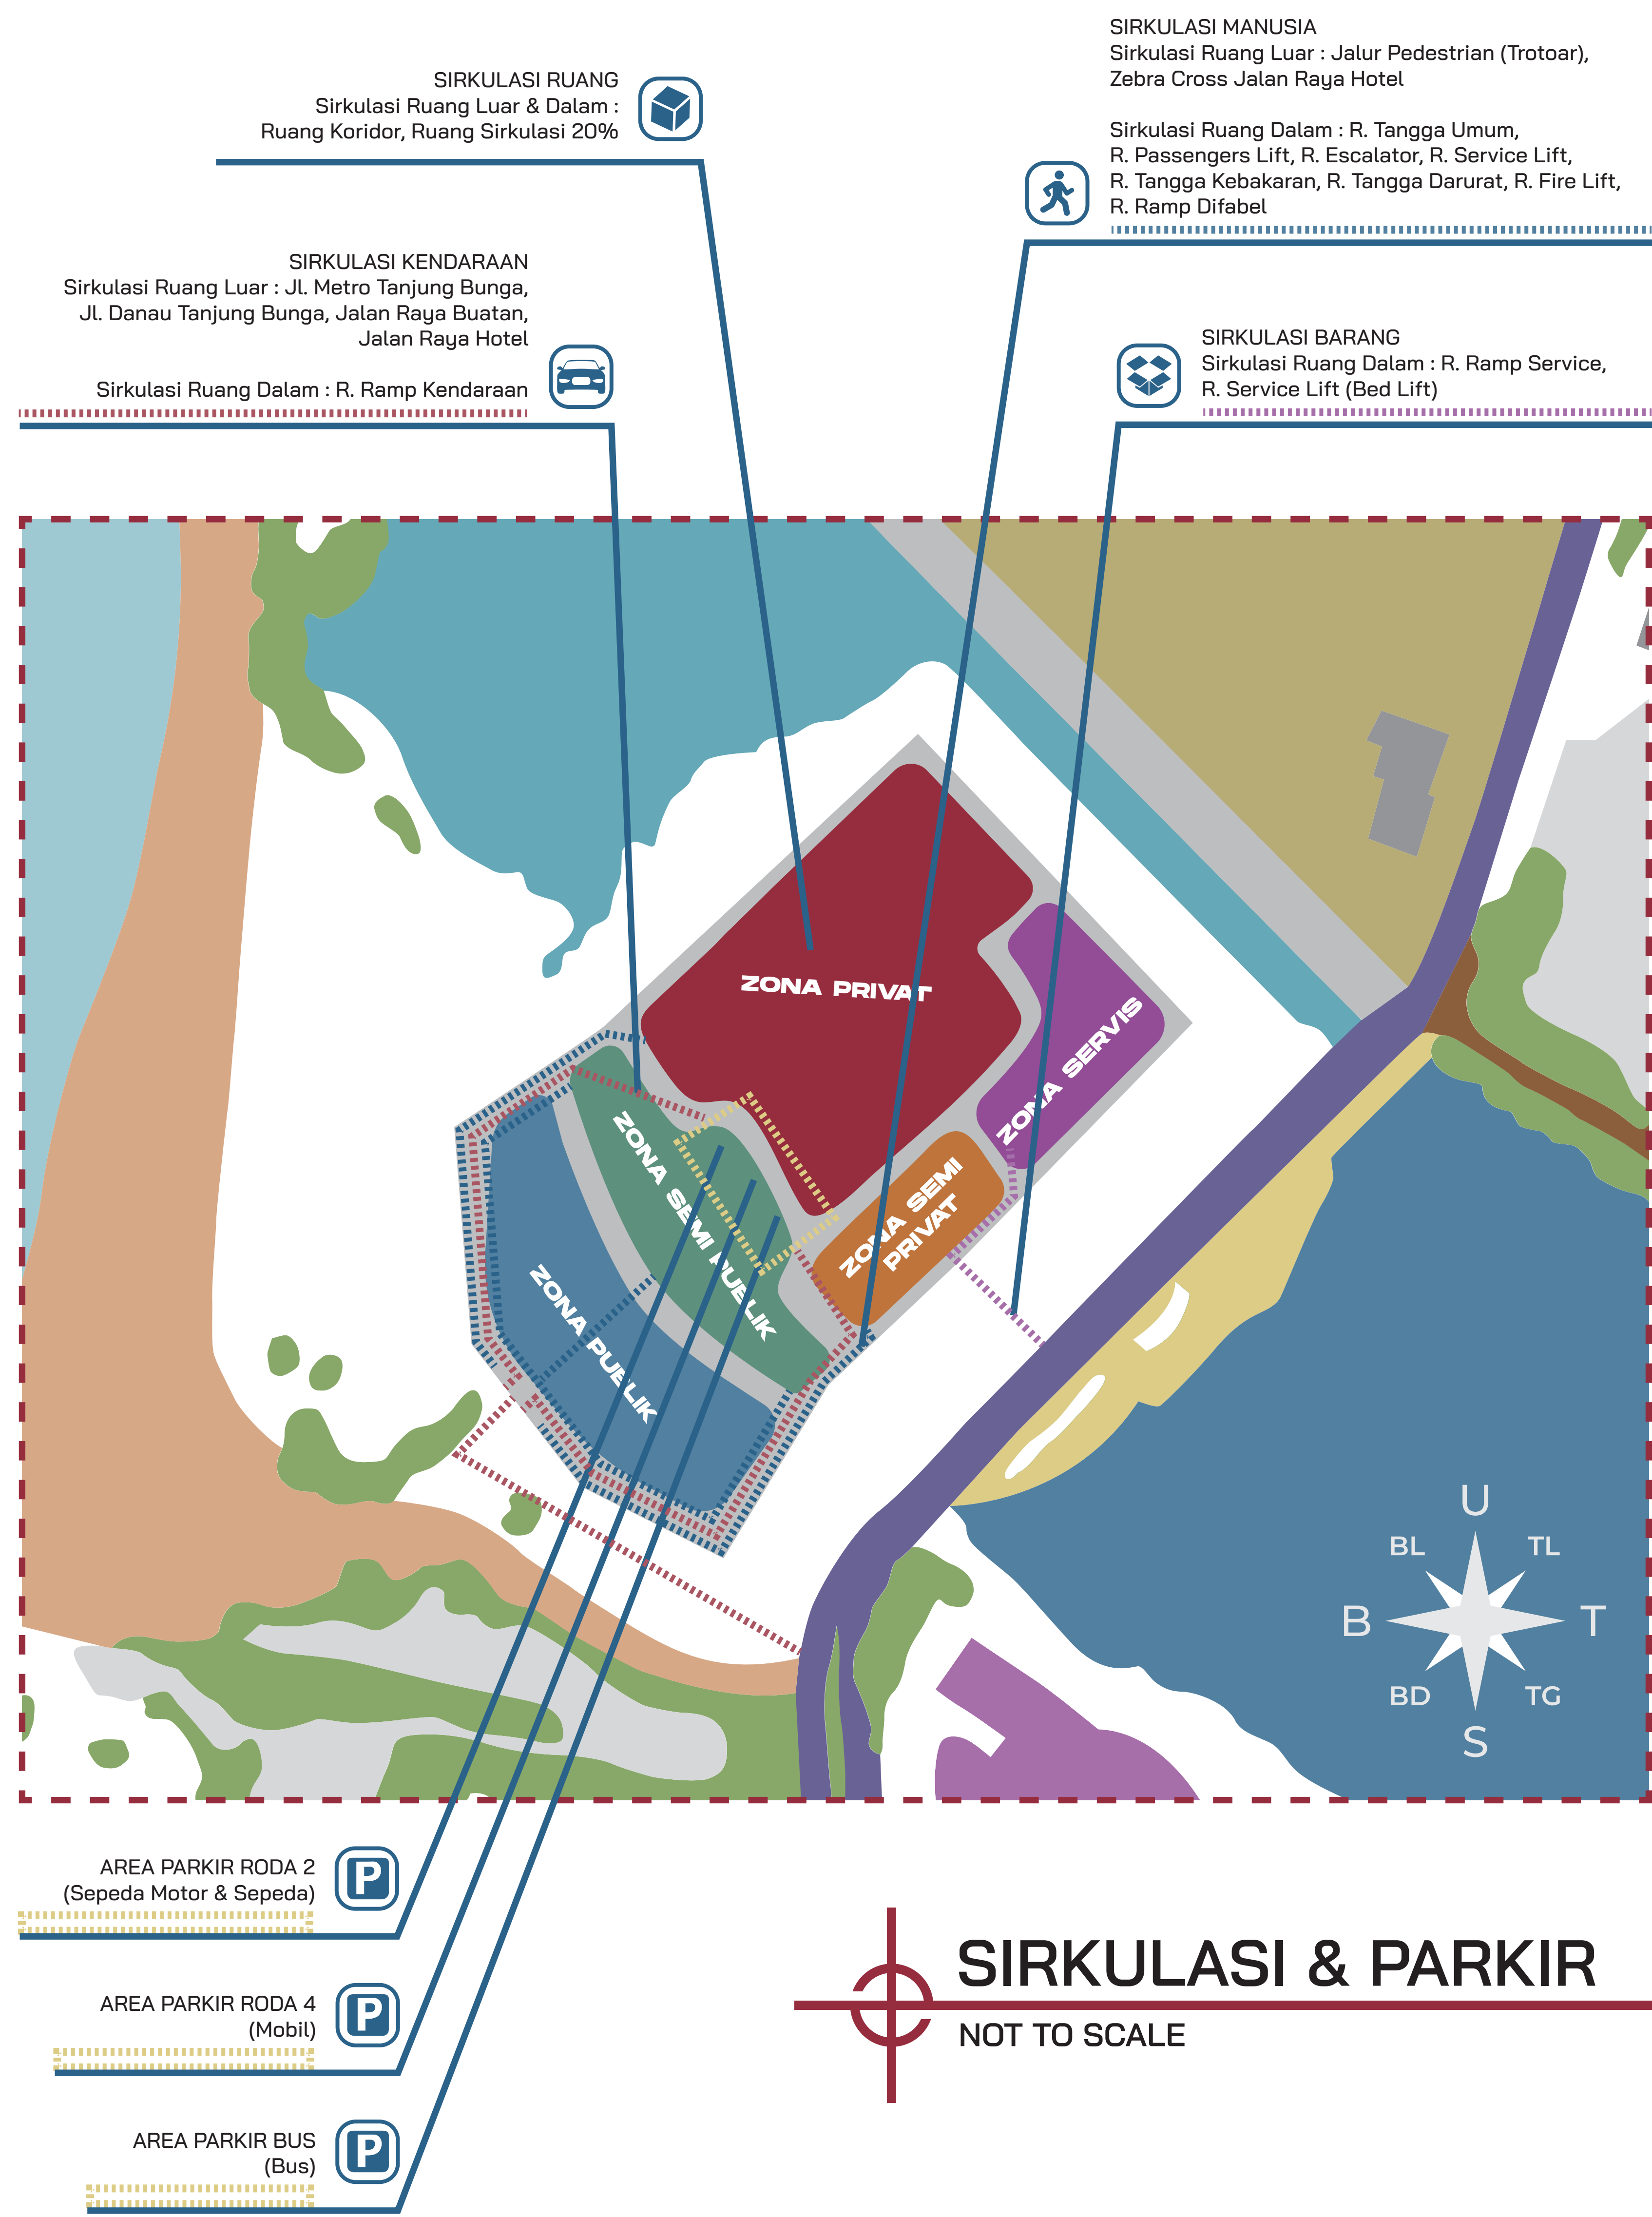 SIRKULASI MANUSIA
Sirkulasi Ruang Luar : Jalur Pedestrian (Trotoar),
Zebra Cross Jalan Raya Hotel
Sirkulasi Ruang Dalam : R. Tangga Umum,
R. Passengers Lift, R. Escalator, R. Service Lift,
R. Tangga Kebakaran, R. Tangga Darurat, R. Fire Lift,
R. Ramp Difabel
SIRKULASI RUANG
Sirkulasi Ruang Luar & Dalam :
Ruang Koridor, Ruang Sirkulasi 20%
SIRKULASI KENDARAAN
Sirkulasi Ruang Luar : Jl. Metro Tanjung Bunga,
Jl. Danau Tanjung Bunga, Jalan Raya Buatan,
Jalan Raya Hotel
Sirkulasi Ruang Dalam : R. Ramp Kendaraan
SIRKULASI BARANG
Sirkulasi Ruang Dalam : R. Ramp Service,
R. Service Lift (Bed Lift)
ZONA PRIVAT
ZONA SERVIS
ZONA SEMI PUBLIK
ZONA SEMI
PRIVAT
ZONA PUBLIK
U
BL
TL
B
T
BD
TG
S
AREA PARKIR RODA 2
(Sepeda Motor & Sepeda)
P
AREA PARKIR RODA 4
(Mobil)
P
AREA PARKIR BUS
(Bus)
P
SIRKULASI & PARKIR
NOT TO SCALE